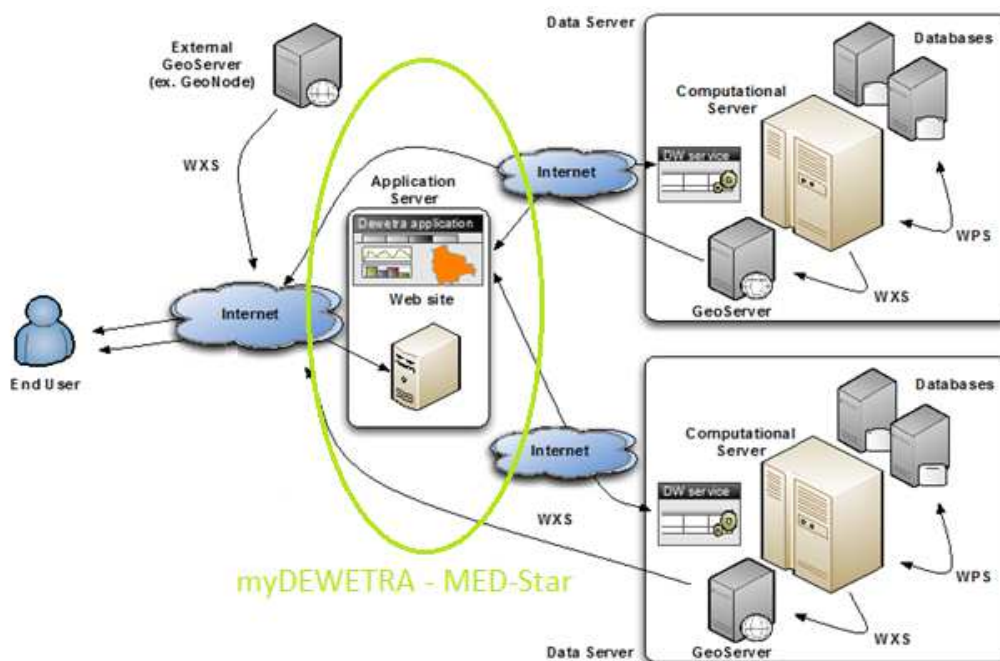 Data Server
Databases
Computational
Server
DW service
WPS
WXS
GeoServer
External
GeoServer
(ex. GeoNode)
WXS
Internet
Application
Server
Dewetra application
Web site
Internet
End User
Internet
WXS
myDEWETRA - MED-Star
Databases
Computational
Server
DW service
WPS
WXS
GeoServer
Data Server